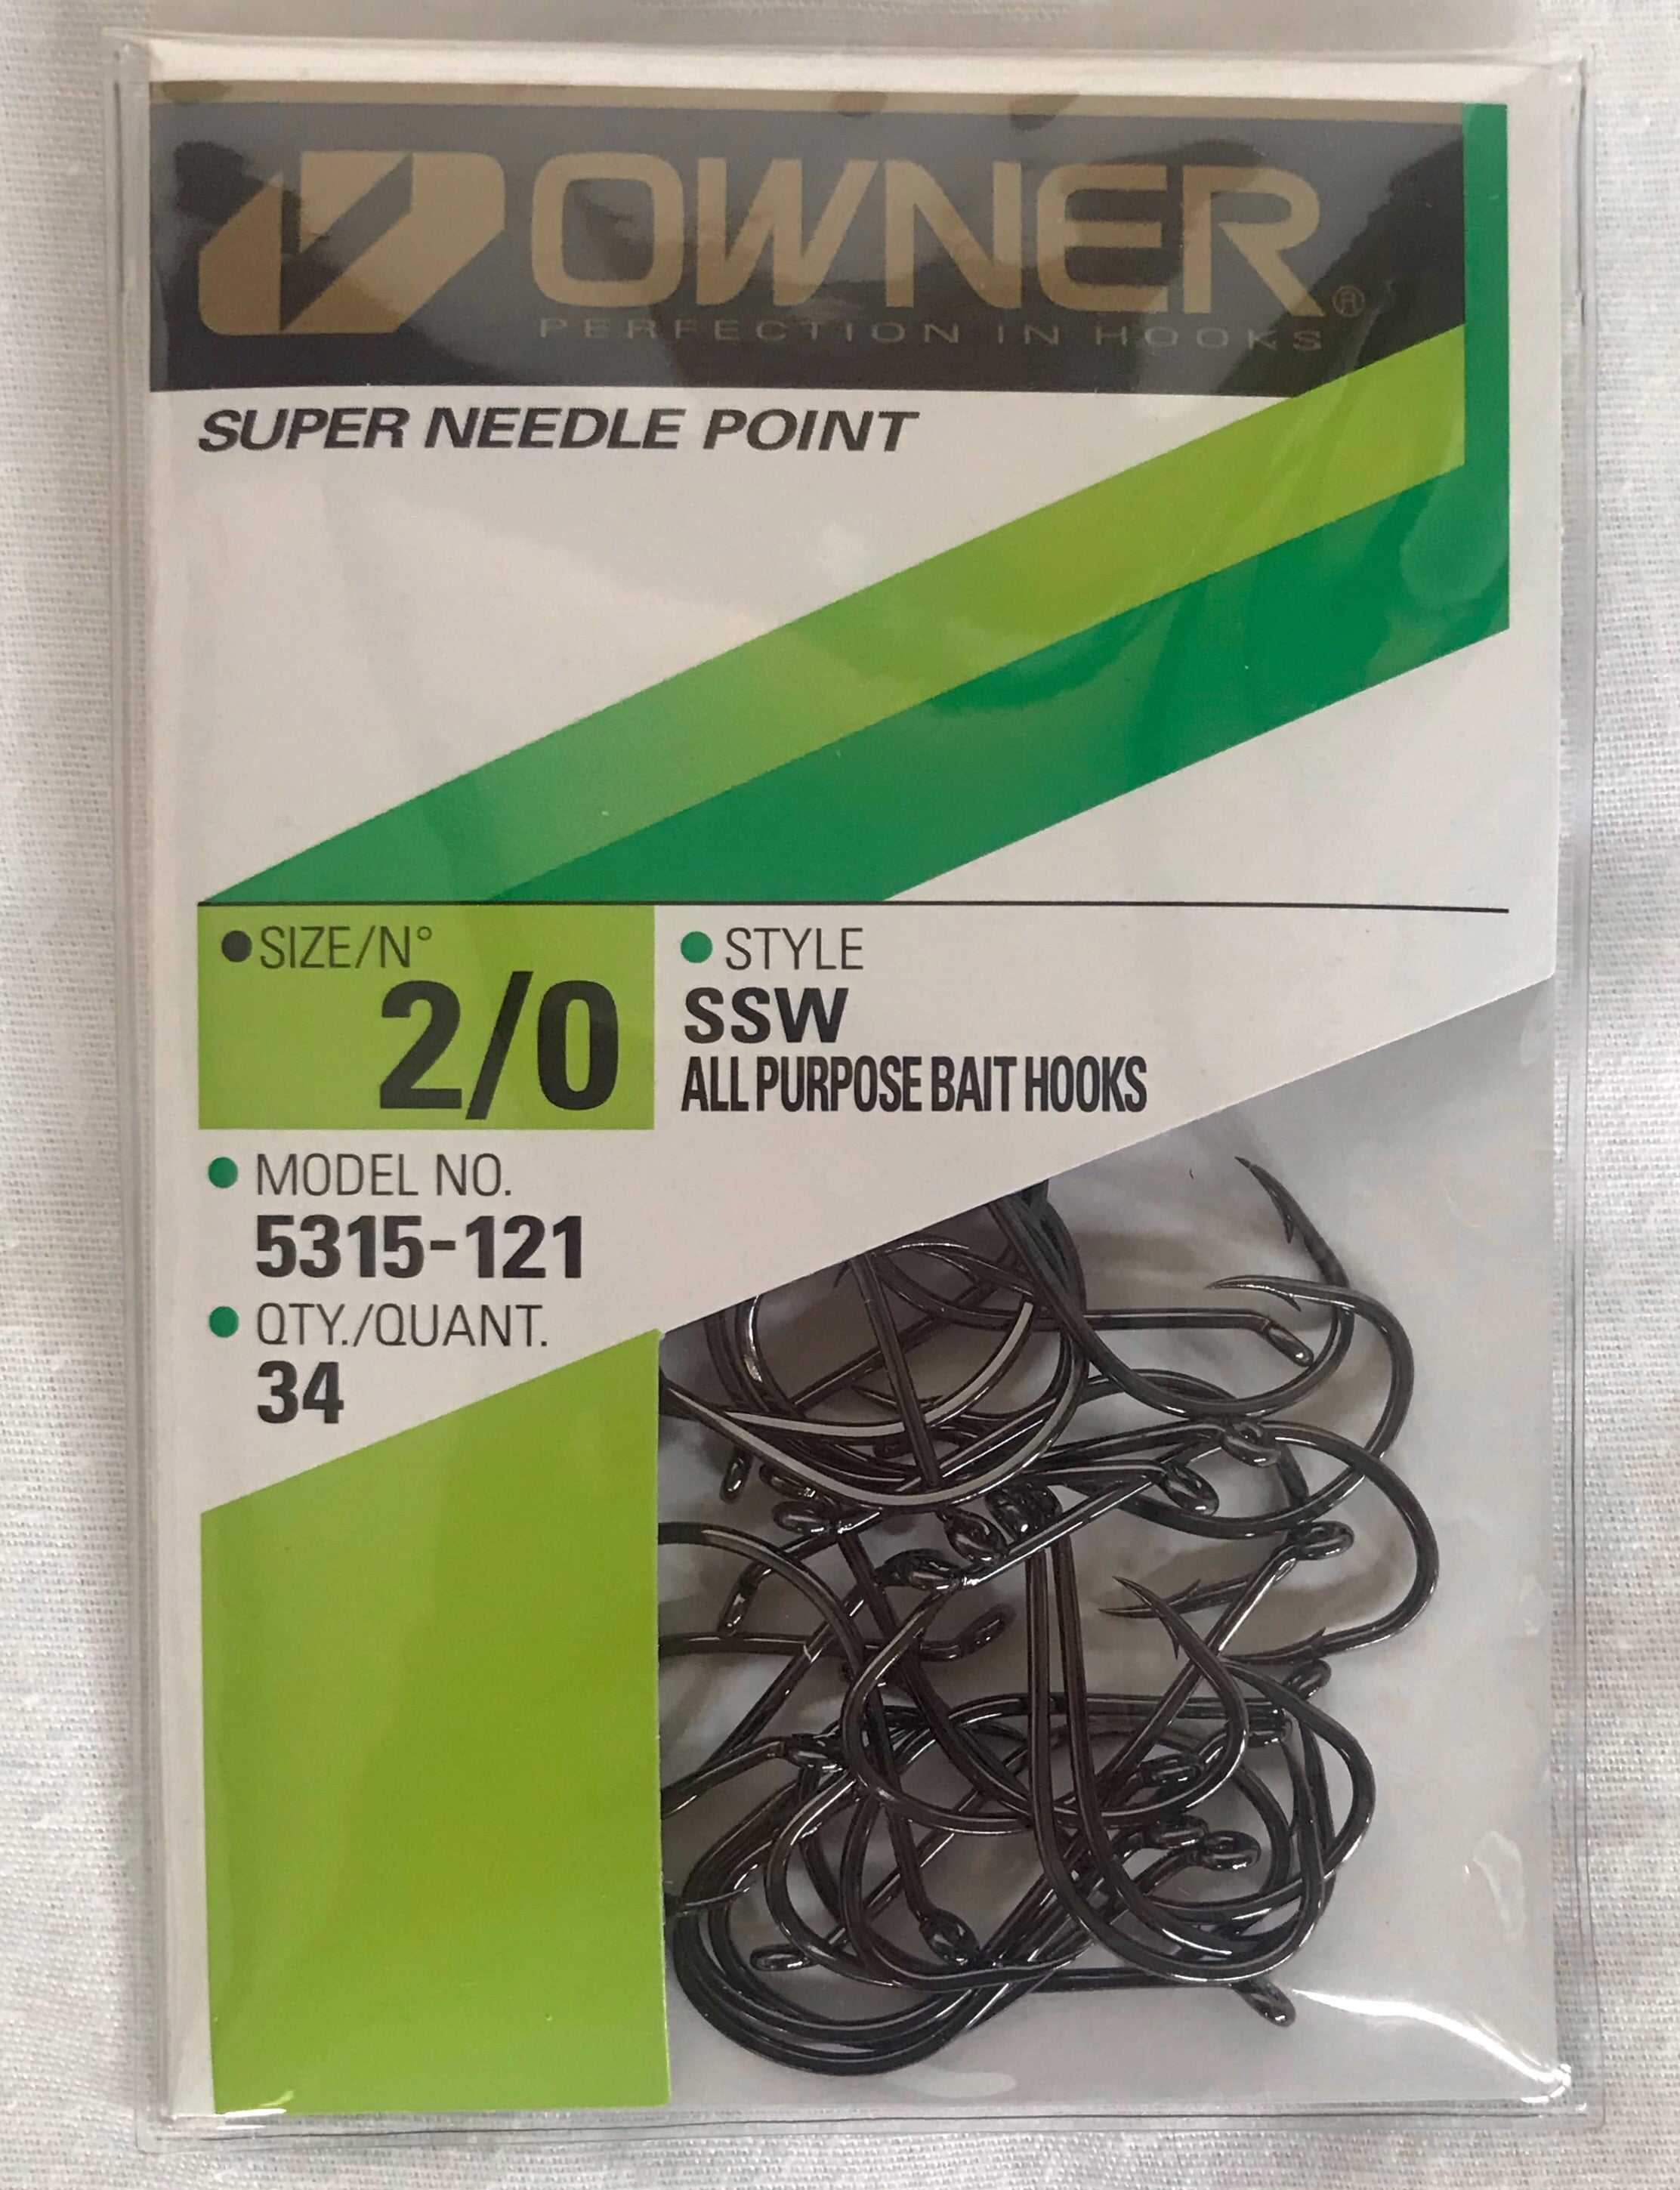 OWNER®
PERFECTION IN HOOKS
SUPER NEEDLE POINT
●SIZE/N°
2/0
● STYLE
SSW
ALL PURPOSE BAIT HOOKS
● MODEL NO.
5315-121
● QTY./QUANT.
34